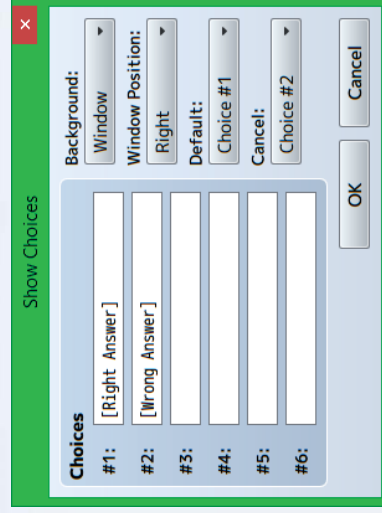 Show Choices
×
Choices
#1: [Right Answer]
#2: [Wrong Answer]
#3:
#4:
#5:
#6:
Background:
Window
Window Position:
Right
Default:
Choice #1
Cancel:
Choice #2
OK
Cancel